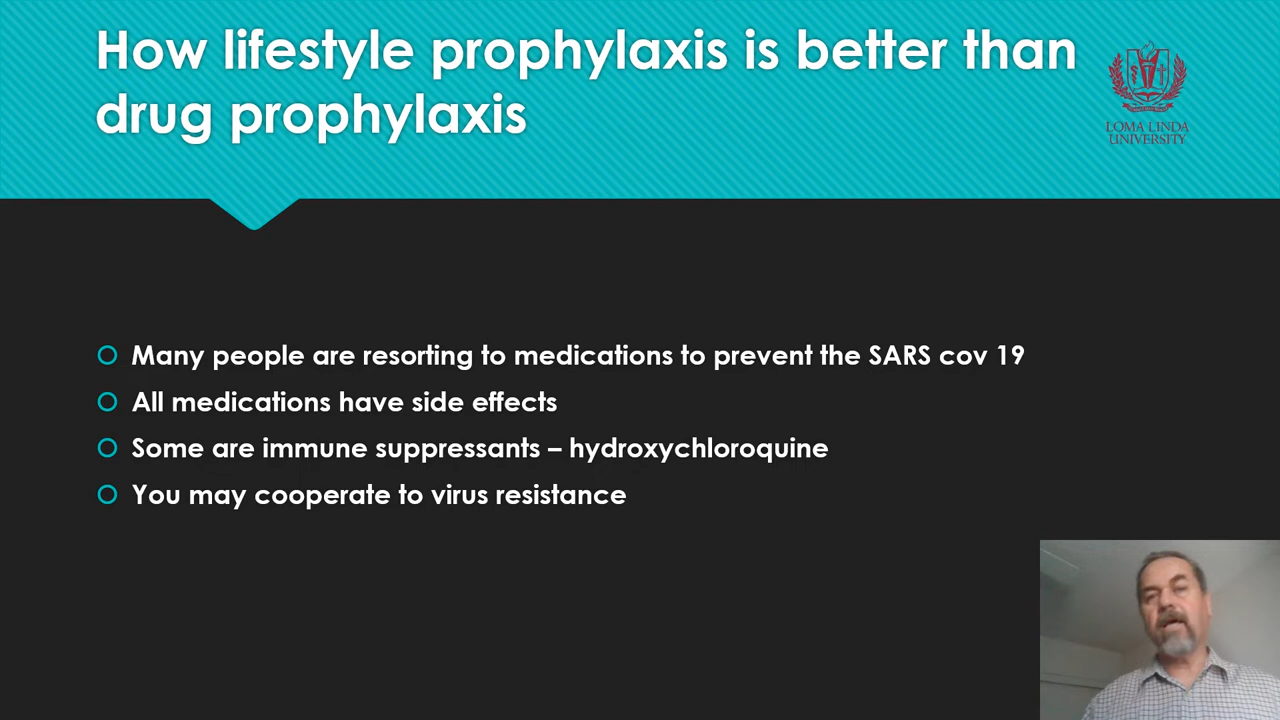 How lifestyle prophylaxis is better than
drug prophylaxis
LOMA LINDA
UNIVERSITY
Many people are resorting to medications to prevent the SARS cov 19
All medications have side effects
Some are immune suppressants – hydroxychloroquine
You may cooperate to virus resistance